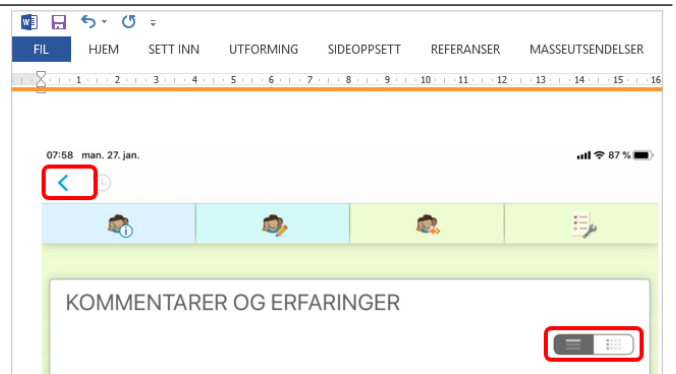 FIL HJEM SETT INN UTFORMING SIDEOPPSETT REFERANSER MASSEUTSENDELSER
1 2 3 4 5 6 7 8 9 10 11 12 13 14 15 16
07:58 man. 27. jan. 87 %
KOMMENTARER OG ERFARINGER